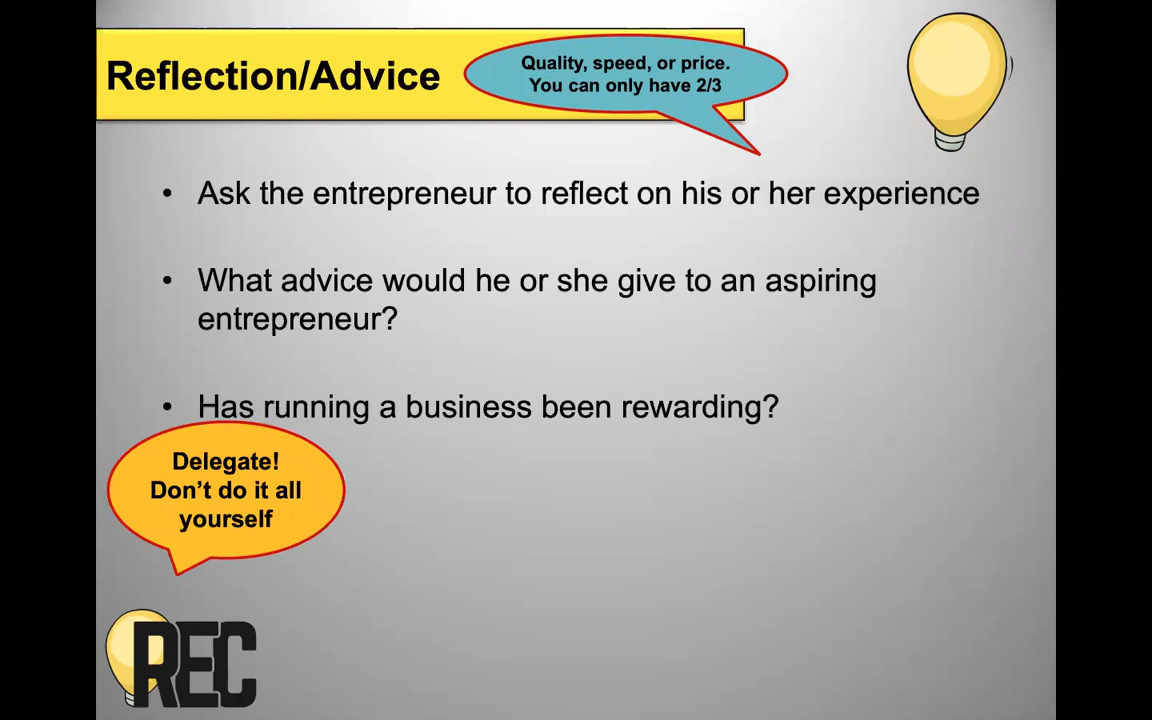 Reflection/Advice
Quality, speed, or price.
You can only have 2/3
• Ask the entrepreneur to reflect on his or her experience
• What advice would he or she give to an aspiring
entrepreneur?
• Has running a business been rewarding?
Delegate!
Don’t do it all
yourself
REC